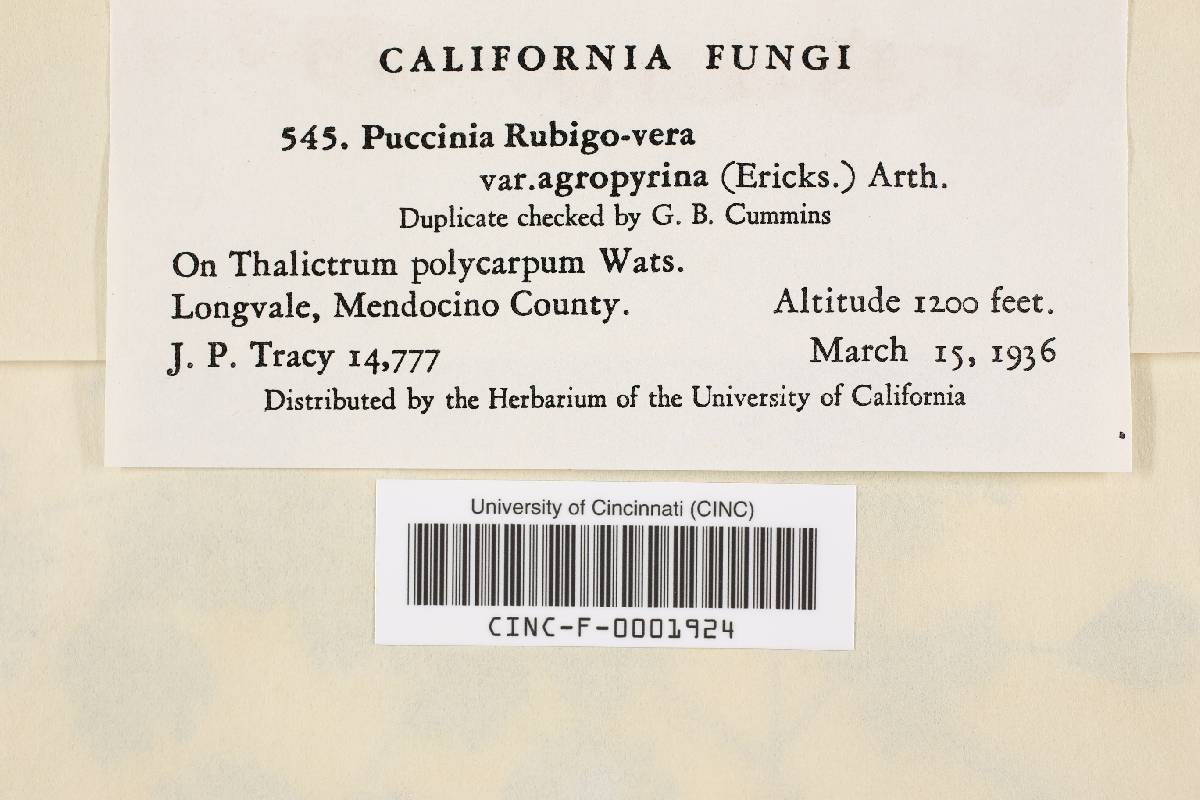 CALIFORNIA FUNGI
545. Puccinia Rubigo-vera
var. agropyrina (Ericks.) Arth.
Duplicate checked by G. B. Cummins
On Thalictrum polycarpum Wats.
Longvale, Mendocino County. Altitude 1200 feet.
J. P. Tracy 14,777 March 15, 1936
Distributed by the Herbarium of the University of California
University of Cincinnati (CINC)
CINC-F-0001924